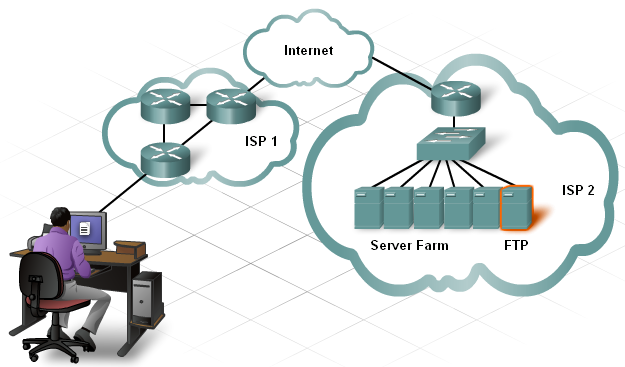 Internet
ISP 1
ISP 2
Server Farm
FTP